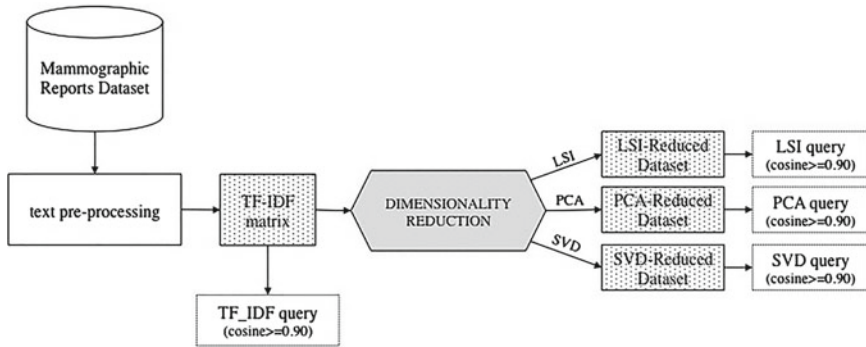 Mammographic
Reports Dataset
text pre-processing
TF-IDF
matrix
TF_IDF query
(cosine>=0.90)
DIMENSIONALITY
REDUCTION
LSI
LSI-Reduced
Dataset
LSI query
(cosine>=0.90)
PCA
PCA-Reduced
Dataset
PCA query
(cosine>=0.90)
SVD
SVD-Reduced
Dataset
SVD query
(cosine>=0.90)